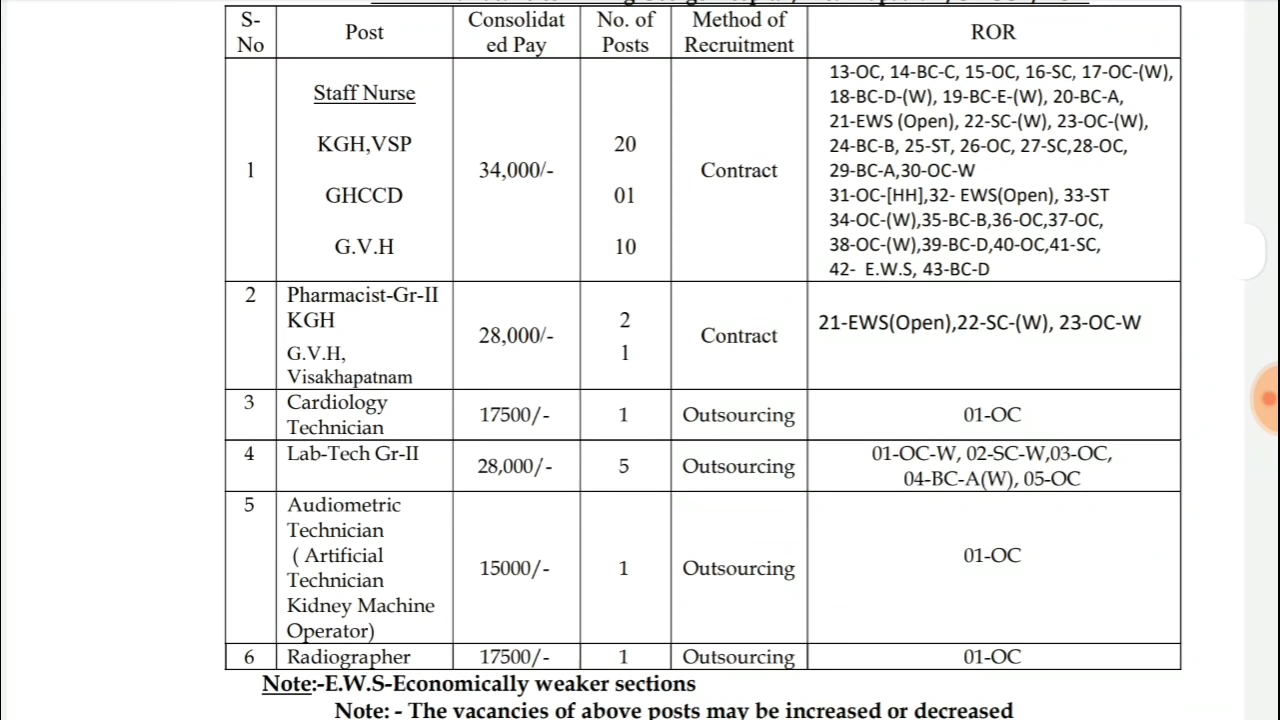 S-No Post Consolidated Pay No. of Posts Method of Recruitment ROR
1
Staff Nurse
KGH,VSP
GHCCD
G.V.H
34,000/-
20
01
10
Contract
13-OC, 14-BC-C, 15-OC, 16-SC, 17-OC-(W),
18-BC-D-(W), 19-BC-E-(W), 20-BC-A,
21-EWS (Open), 22-SC-(W), 23-OC-(W),
24-BC-B, 25-ST, 26-OC, 27-SC,28-OC,
29-BC-A,30-OC-W
31-OC-[HH],32- EWS(Open), 33-ST
34-OC-(W),35-BC-B,36-OC,37-OC,
38-OC-(W),39-BC-D,40-OC,41-SC,
42- E.W.S, 43-BC-D
2
Pharmacist-Gr-II
KGH
G.V.H,
Visakhapatnam
28,000/-
2
1
Contract
21-EWS(Open),22-SC-(W), 23-OC-W
3
Cardiology
Technician
17500/-
1
Outsourcing
01-OC
4
Lab-Tech Gr-II
28,000/-
5
Outsourcing
01-OC-W, 02-SC-W,03-OC,
04-BC-A(W), 05-OC
5
Audiometric
Technician
( Artificial
Technician
Kidney Machine
Operator)
15000/-
1
Outsourcing
01-OC
6
Radiographer
17500/-
1
Outsourcing
01-OC
Note:-E.W.S-Economically weaker sections
Note: - The vacancies of above posts may be increased or decreased